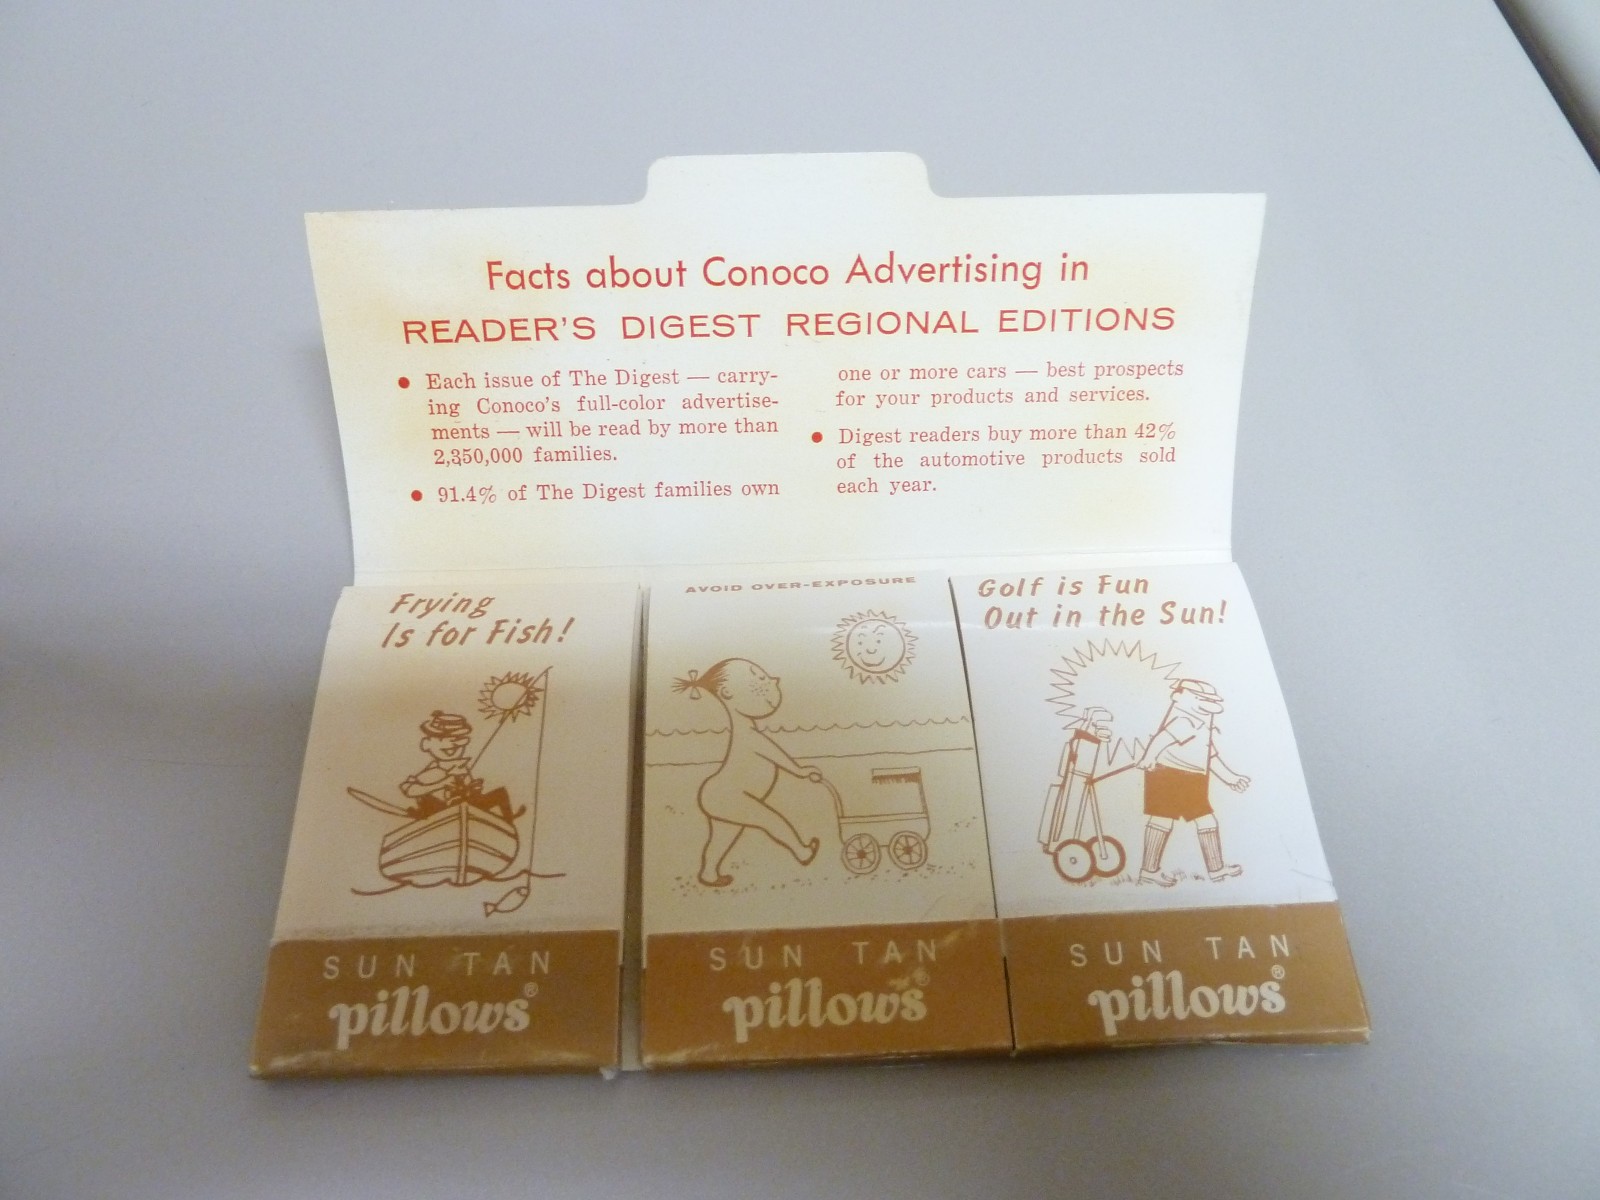 Facts about Conoco Advertising in
READER'S DIGEST REGIONAL EDITIONS
● Each issue of The Digest — carry-
ing Conoco's full-color advertise-
ments — will be read by more than
2,350,000 families.
● 91.4% of The Digest families own
one or more cars — best prospects
for your products and services.
● Digest readers buy more than 42%
of the automotive products sold
each year.
Frying
Is for Fish!
SUN TAN
pillows®
AVOID OVER-EXPOSURE
SUN TAN
pillows®
Golf is Fun
Out in the Sun!
SUN TAN
pillows®